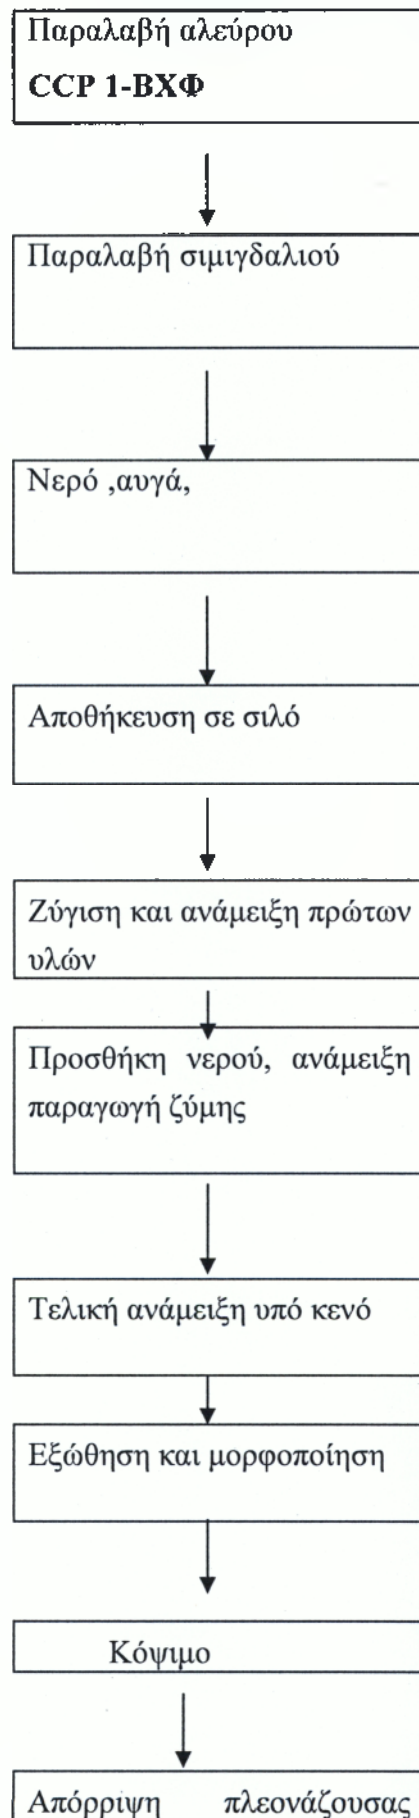 Παραλαβή αλεύρου
CCP 1-ΒΧΦ
Παραλαβή σιμιγδαλιού
Νερό ,αυγά,
Αποθήκευση σε σιλό
Ζύγιση και ανάμειξη πρώτων
υλών
Προσθήκη νερού, ανάμειξη
παραγωγή ζύμης
Τελική ανάμειξη υπό κενό
Εξώθηση και μορφοποίηση
Κόψιμο
Απόρριψη πλεονάζουσας